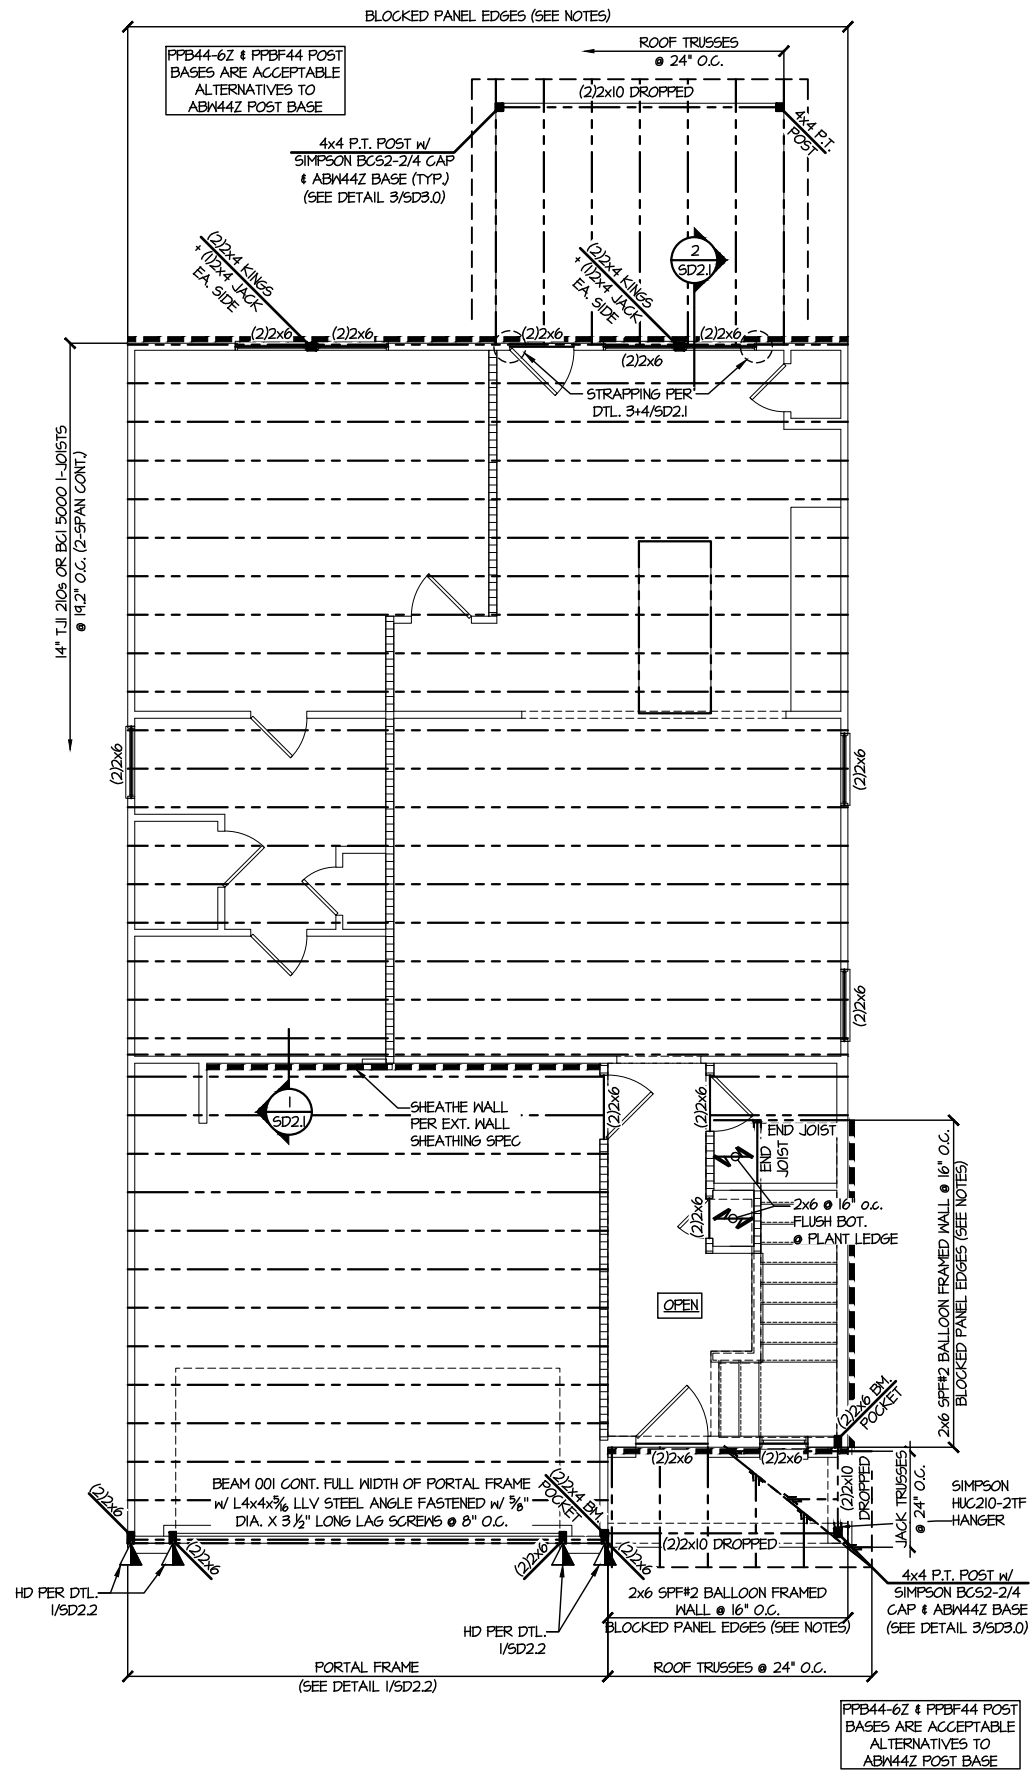 BLOCKED PANEL EDGES (SEE NOTES)
PPB44-6Z & PPBF44 POST
BASES ARE ACCEPTABLE
ALTERNATIVES TO
ABW44Z POST BASE
ROOF TRUSSES
@ 24" O.C.
(2)2x10 DROPPED
4x4 P.T.
POST
4x4 P.T. POST w/
SIMPSON BCS2-2/4 CAP
& ABW44Z BASE (TYP.)
(SEE DETAIL 3/SD3.0)
(2)2x4 KINGS
+ (1)2x4 JACK
EA. SIDE
(2)2x4 KINGS
+ (1)2x4 JACK
EA. SIDE
2
SD2.1
(2)2x6
(2)2x6
(2)2x6
(2)2x6
(2)2x6
STRAPPING PER
DTL. 3+4/SD2.1
14" TJI 210s OR BCI 5000 I-JOISTS
@ 19.2" O.C. (2-SPAN CONT.)
(2)2x6
(2)2x6
(2)2x6
1
SD2.1
SHEATHE WALL
PER EXT. WALL
SHEATHING SPEC
(2)2x6
(2)2x6
END JOIST
END
JOIST
(2)2x6
2x6 @ 16" o.c.
FLUSH BOT.
@ PLANT LEDGE
2x6 SPF#2 BALLOON FRAMED WALL @ 16" O.C.
BLOCKED PANEL EDGES (SEE NOTES)
OPEN
(2)2x6 BM.
POCKET
(2)2x6
(2)2x6
BEAM 001 CONT. FULL WIDTH OF PORTAL FRAME
W/ L4x4x5/16 LLV STEEL ANGLE FASTENED W/ 5/8"
DIA. X 3 1/2" LONG LAG SCREWS @ 8" O.C.
(2)2x4 BM.
POCKET
(2)2x10
DROPPED
JACK TRUSSES
@ 24" O.C.
SIMPSON
HUC210-2TF
HANGER
(2)2x6
(2)2x6
(2)2x6
(2)2x6
(2)2x10 DROPPED
HD PER DTL.
1/SD2.2
HD PER DTL.
1/SD2.2
2x6 SPF#2 BALLOON FRAMED
WALL @ 16" O.C.
BLOCKED PANEL EDGES (SEE NOTES)
4x4 P.T. POST w/
SIMPSON BCS2-2/4
CAP & ABW44Z BASE
(SEE DETAIL 3/SD3.0)
PORTAL FRAME
(SEE DETAIL 1/SD2.2)
ROOF TRUSSES @ 24" O.C.
PPB44-6Z & PPBF44 POST
BASES ARE ACCEPTABLE
ALTERNATIVES TO
ABW44Z POST BASE